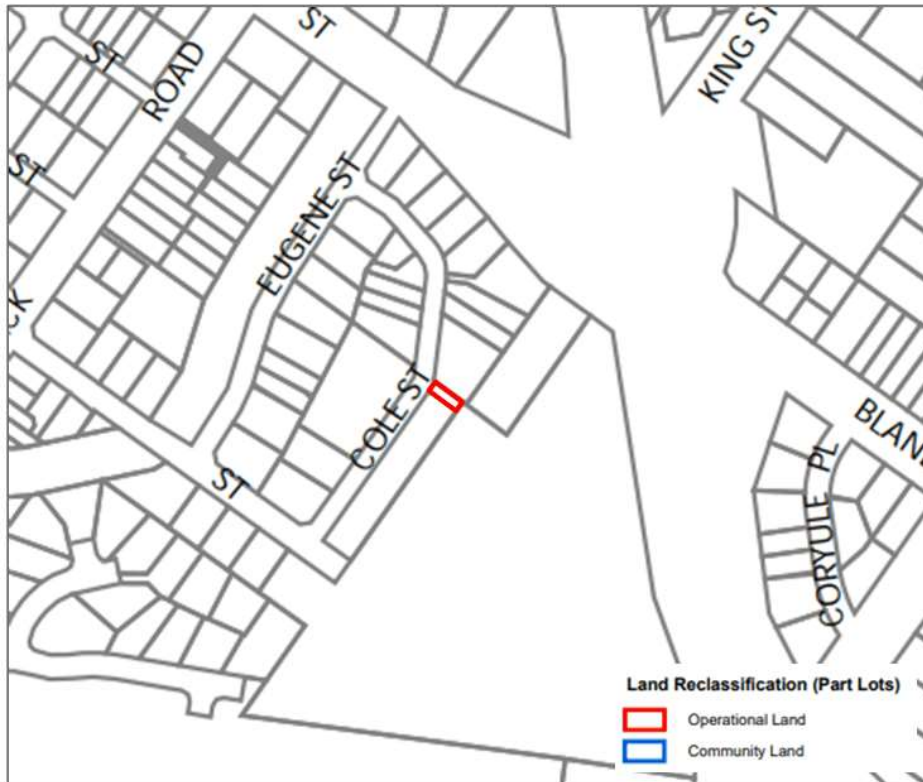 ST
KING ST
ST
ROAD
ST
EUGENE ST
COLE ST
ST
CORYULE PL
Land Reclassification (Part Lots)
Operational Land
Community Land